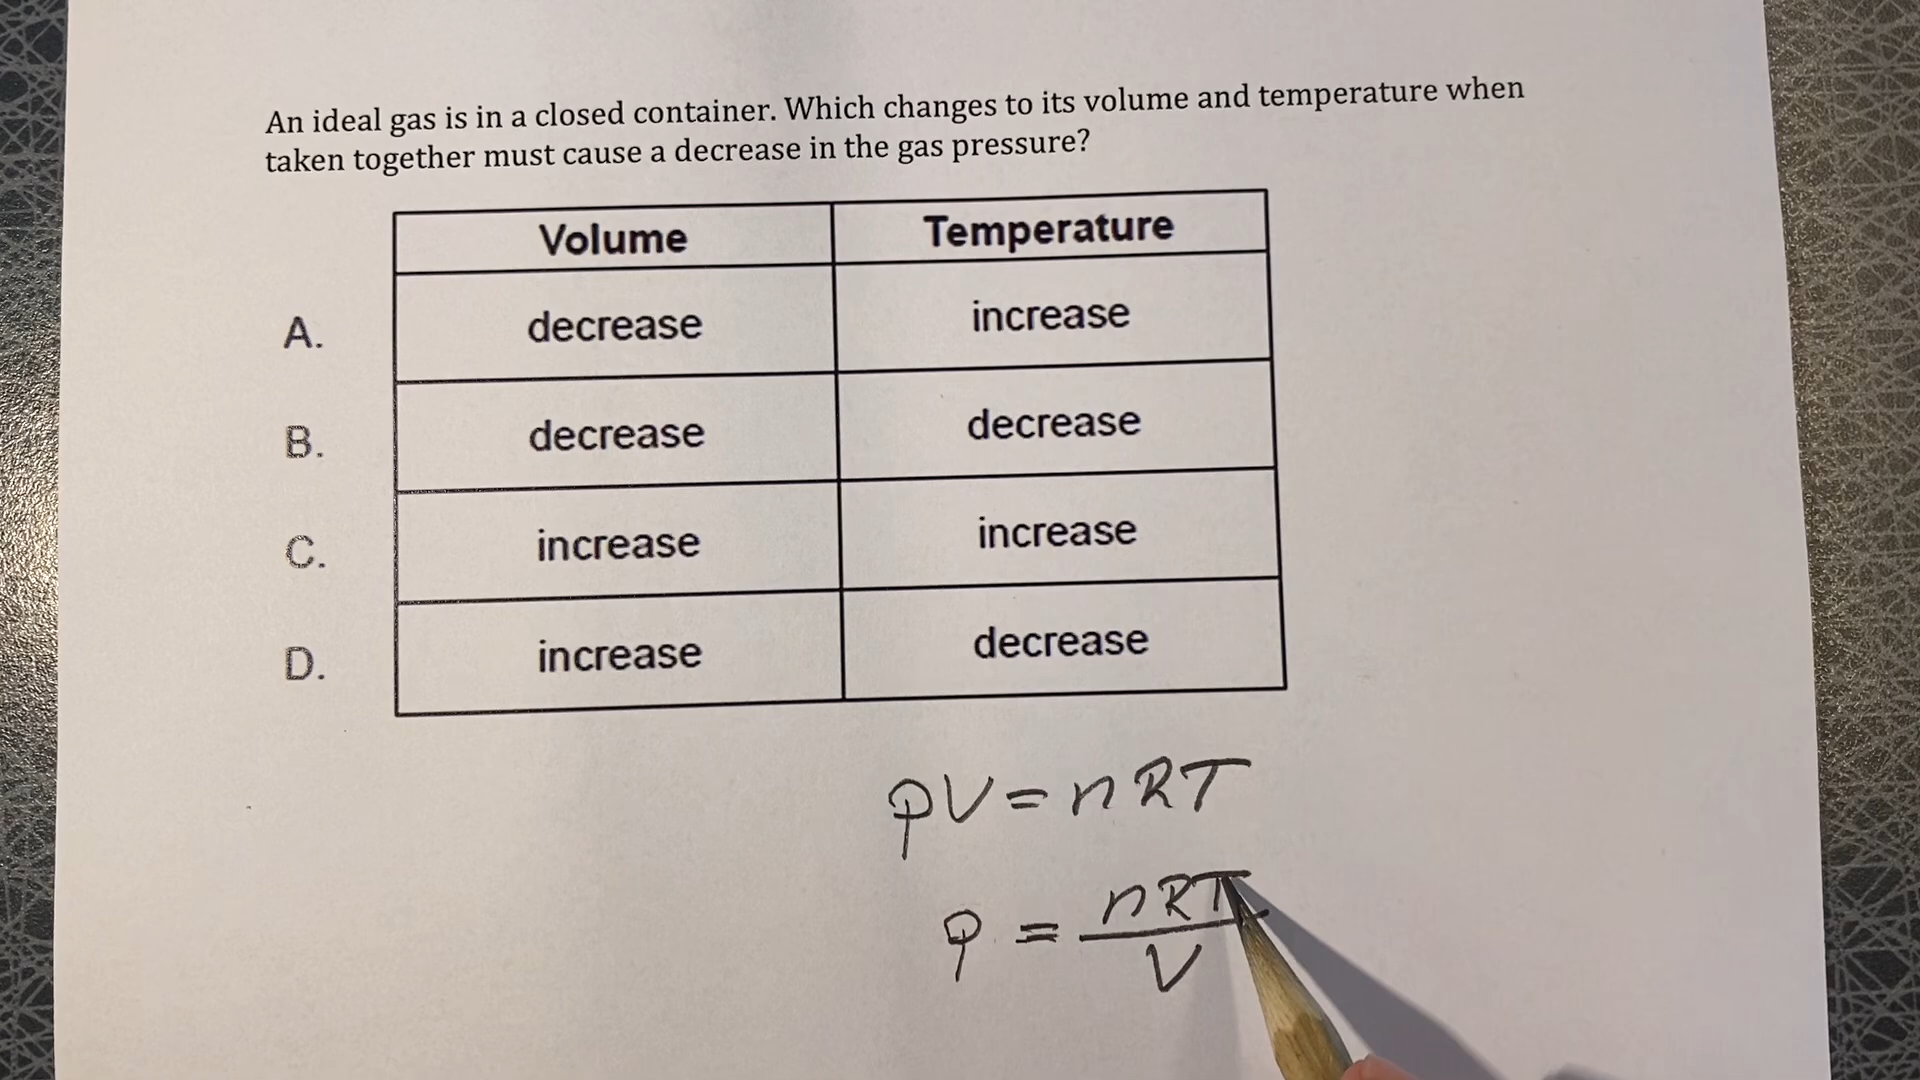 An ideal gas is in a closed container. Which changes to its volume and temperature when
taken together must cause a decrease in the gas pressure?
Volume Temperature
A. decrease increase
B. decrease decrease
C. increase increase
D. increase decrease
PV = nRT
P = nRT
V